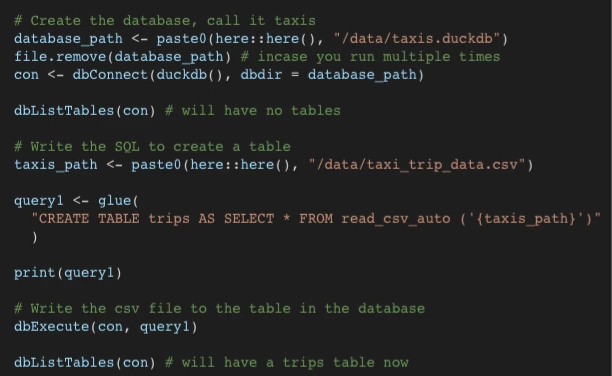 # Create the database, call it taxis
database_path <- paste0(here::here(), "/data/taxis.duckdb")
file.remove(database_path) # incase you run multiple times
con <- dbConnect(duckdb(), dbdir = database_path)
dbListTables(con) # will have no tables
# Write the SQL to create a table
taxis_path <- paste0(here::here(), "/data/taxi_trip_data.csv")
query1 <- glue(
"CREATE TABLE trips AS SELECT * FROM read_csv_auto ('{taxis_path}')"
)
print(query1)
# Write the csv file to the table in the database
dbExecute(con, query1)
dbListTables(con) # will have a trips table now